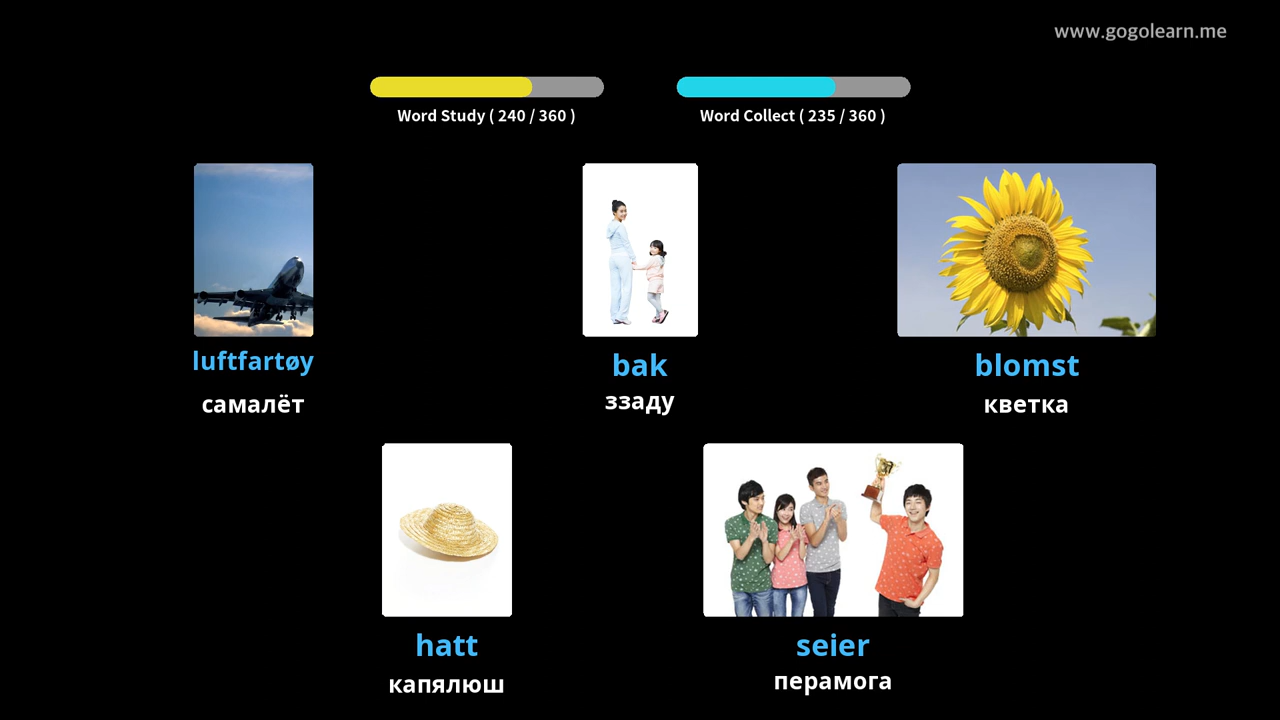 www.gogolearn.me
Word Study ( 240 / 360 )
Word Collect ( 235 / 360 )
luftfartøy
самалёт
bak
ззаду
blomst
кветка
hatt
капялюш
seier
перамога